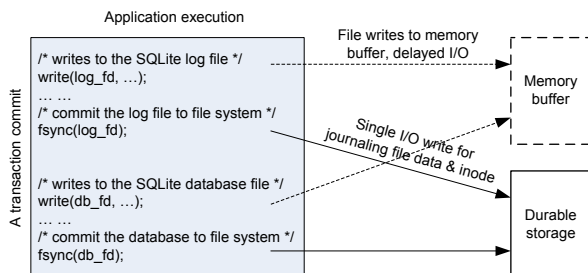 Application execution
A transaction commit
/* writes to the SQLite log file */
write(log_fd, …);
… …
/* commit the log file to file system */
fsync(log_fd);
/* writes to the SQLite database file */
write(db_fd, …);
… …
/* commit the database to file system */
fsync(db_fd);
File writes to memory
buffer, delayed I/O
Single I/O write for
journaling file data & inode
Memory
buffer
Durable
storage